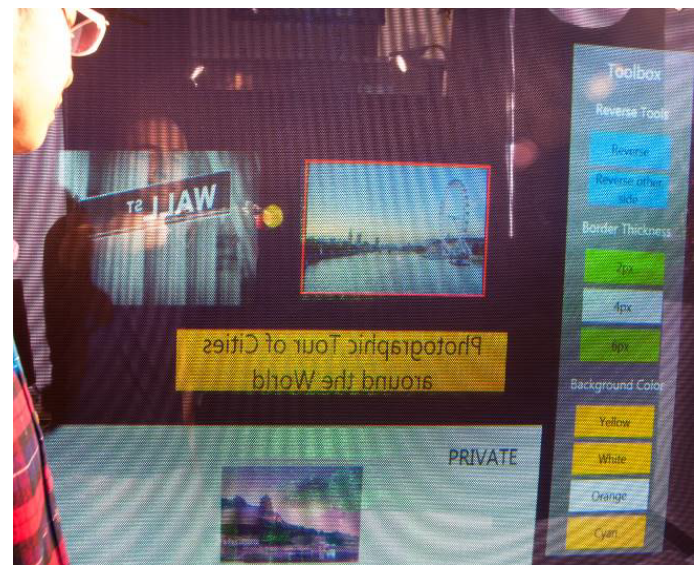 WALL ST
Photographic Tour of Cities
around the World
PRIVATE
Toolbox
Reverse Tools
Reverse
Reverse other
side
Border Thickness
2px
4px
6px
Background Color
Yellow
White
Orange
Cyan